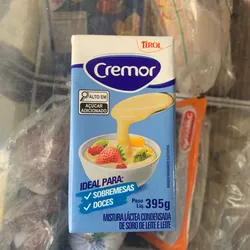 TIROL
Cremor
ALTO EM
AÇÚCAR
ADICIONADO
IDEAL PARA:
SOBREMESAS
DOCES
Peso
Líq. 395g
MISTURA LÁCTEA CONDENSADA
DE SORO DE LEITE E LEITE